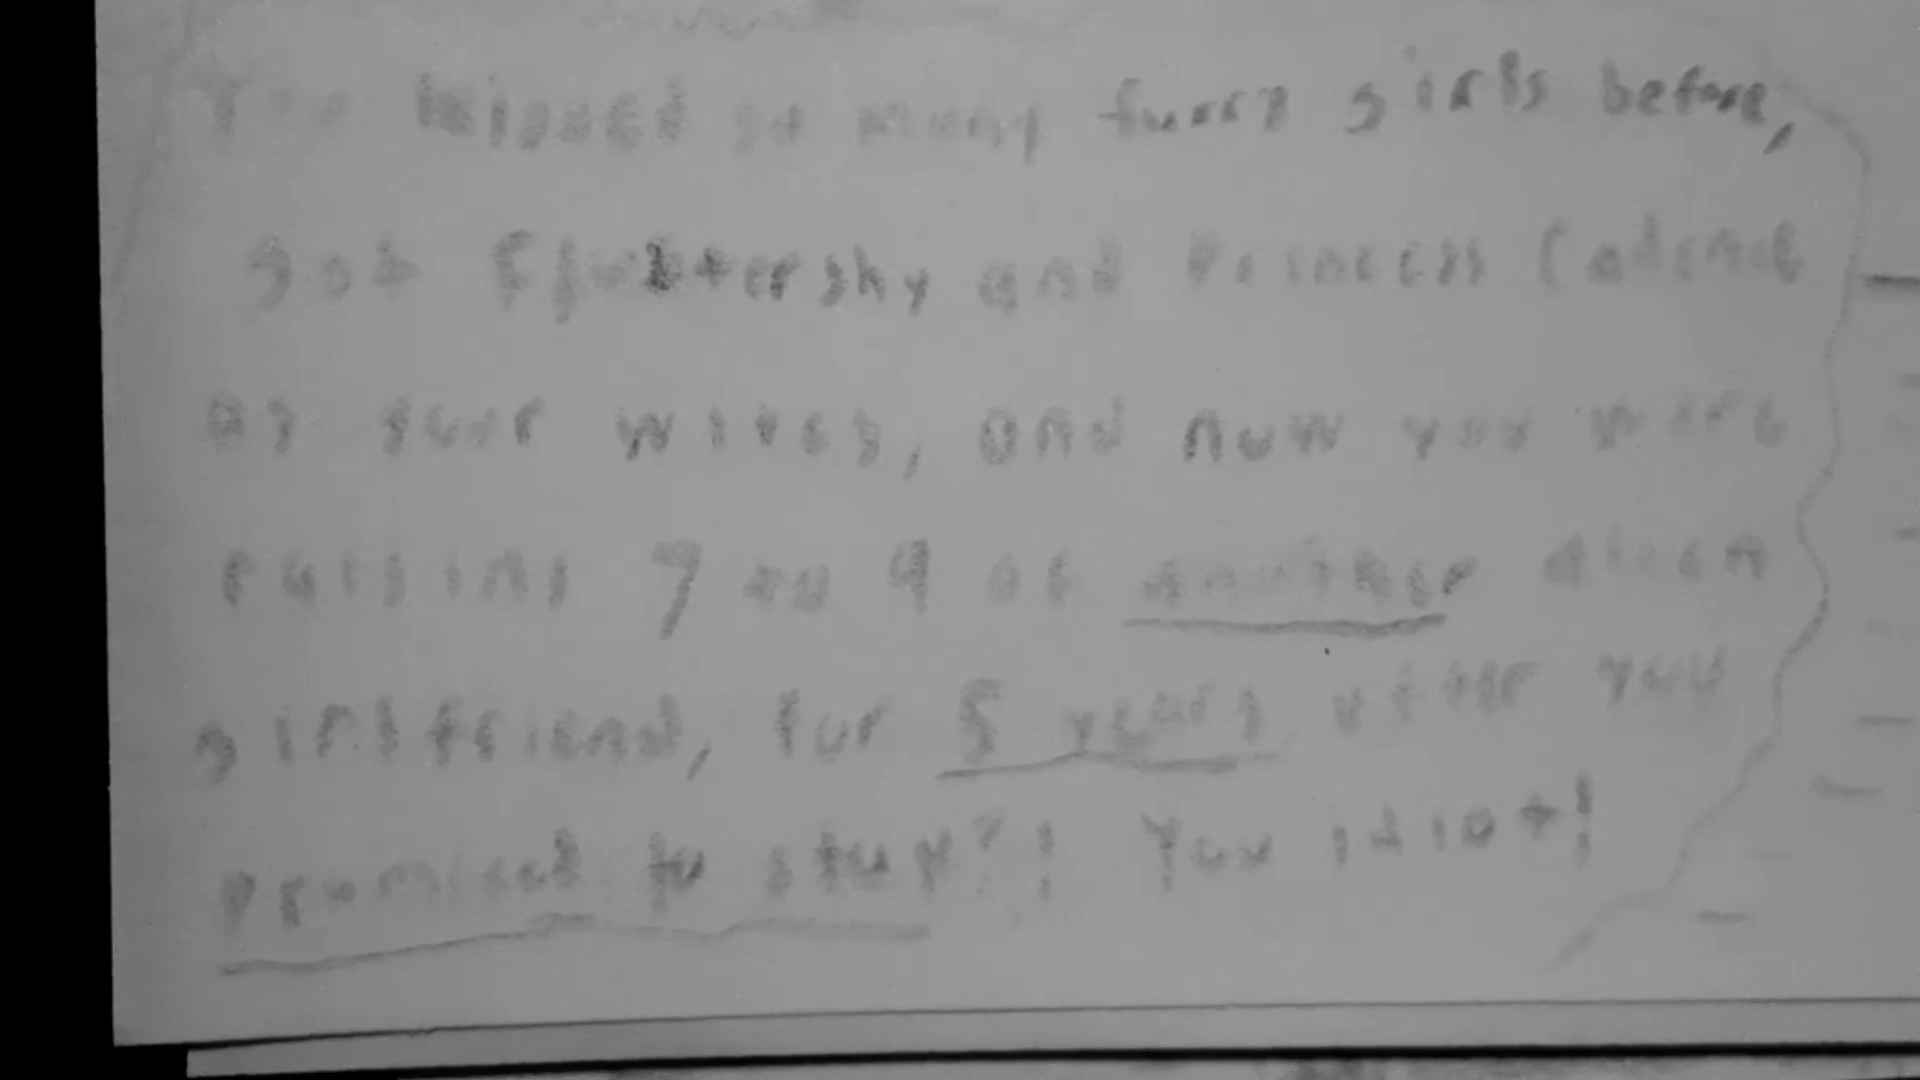 You kissed so many furry girls before,
got Fluttershy and Princess Cadence
as your wives, and now you were
raising 7 to 9 of another alien
girlfriend, for 5 years after you
promised to stay?! You idiot!